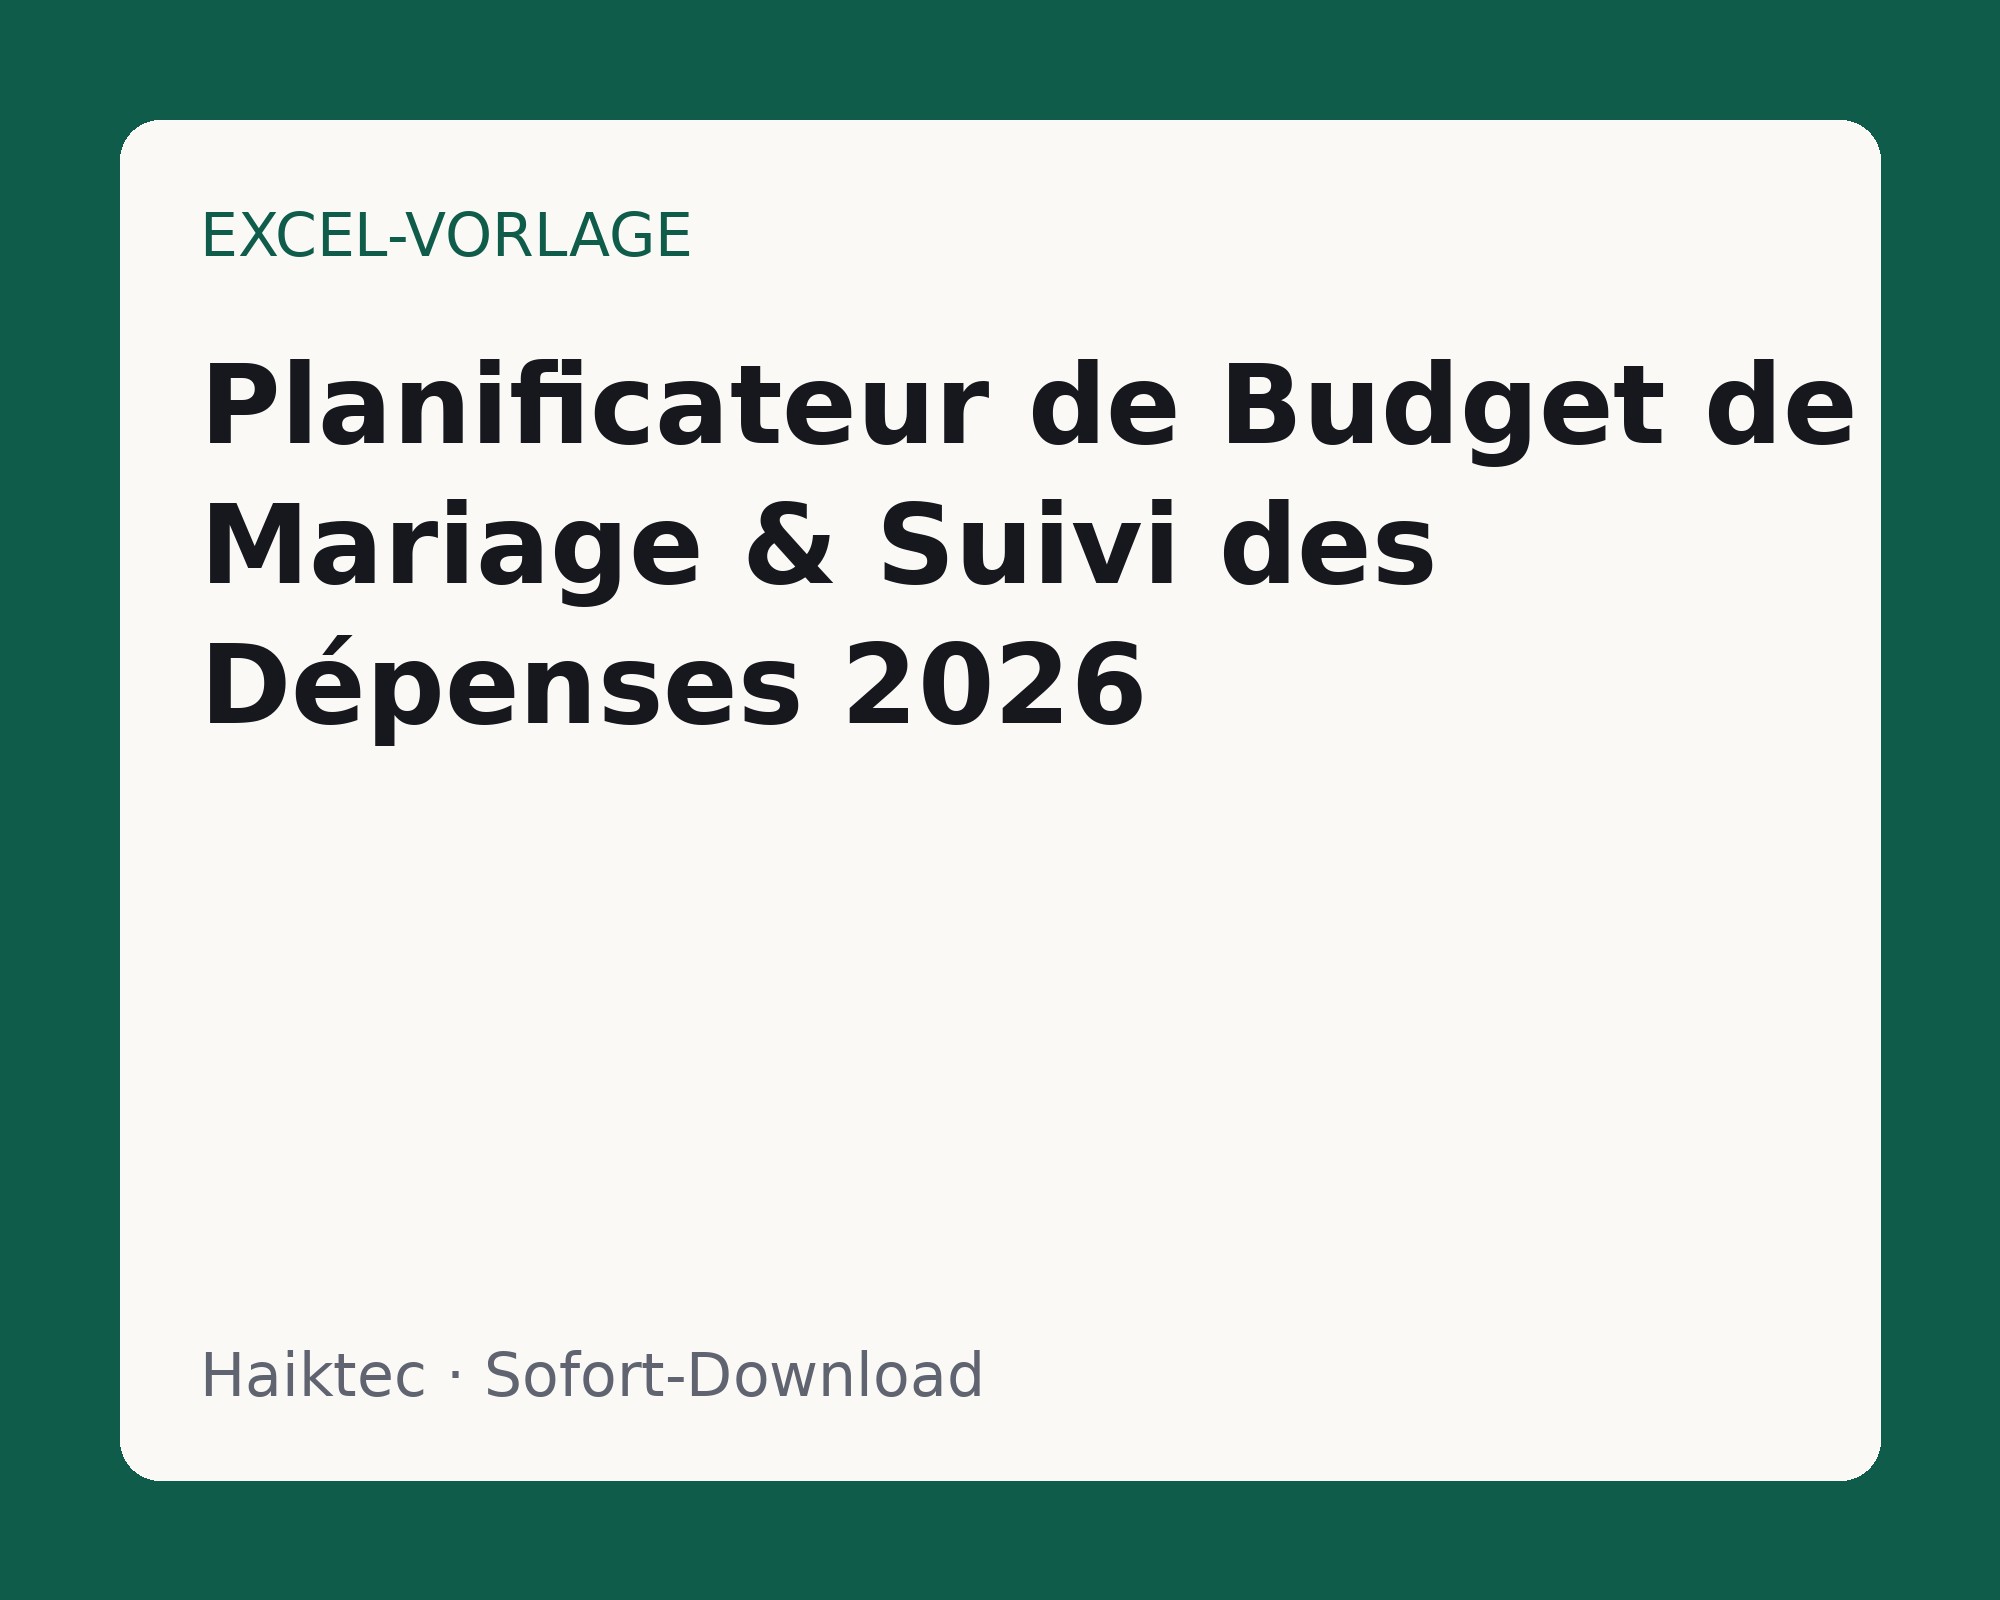 EXCEL-VORLAGE
Planificateur de Budget de
Mariage & Suivi des
Dépenses 2026
Haiktec · Sofort-Download